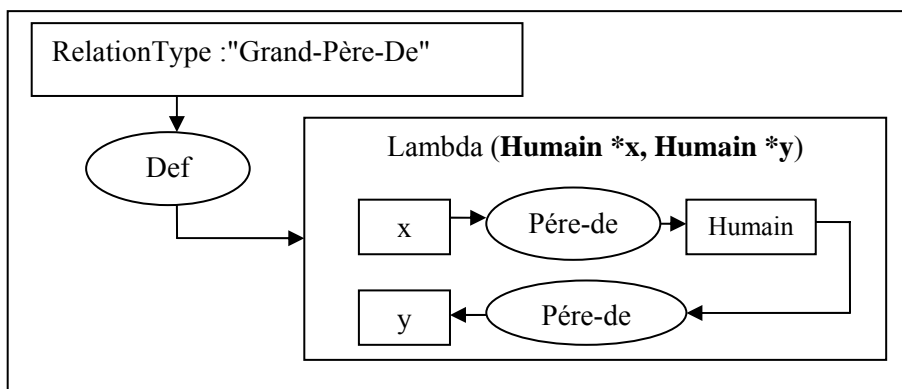 RelationType :"Grand-Père-De"
Def
Lambda (Humain *x, Humain *y)
x
Pére-de
Humain
y
Pére-de